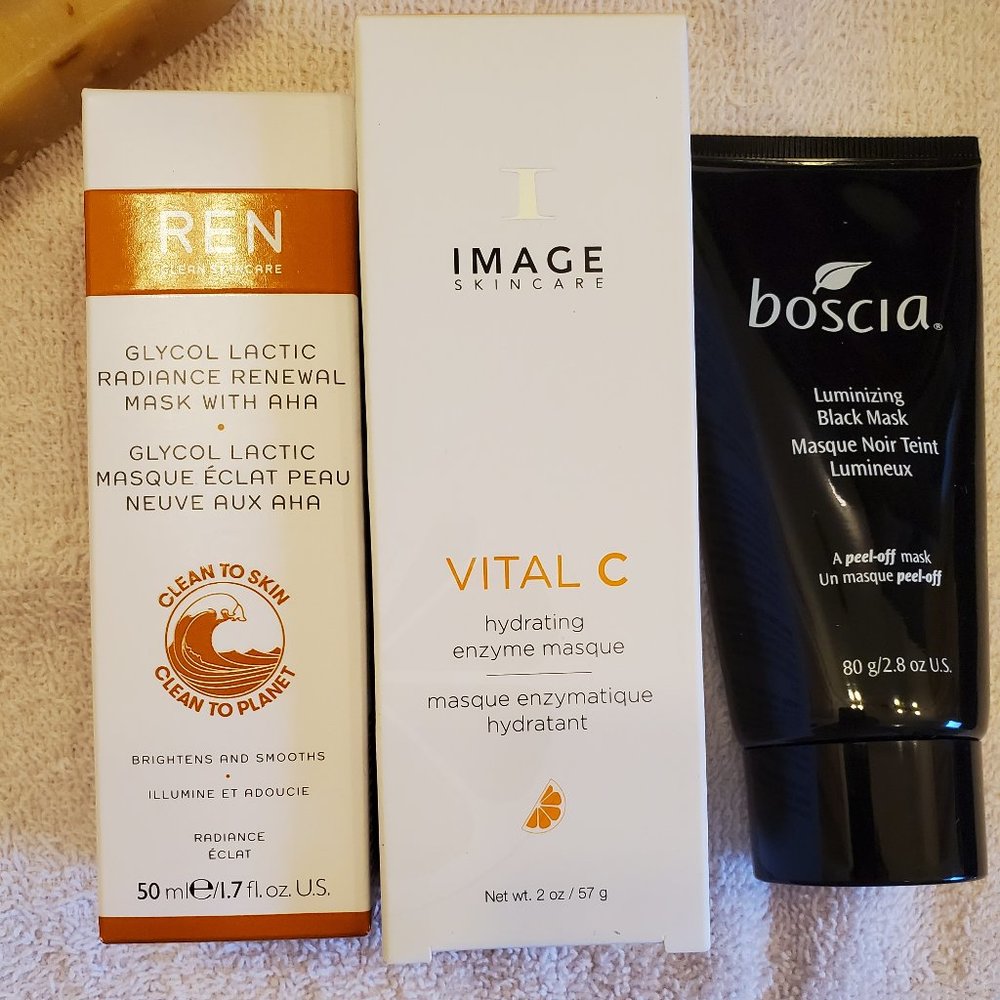 REN
CLEAN SKINCARE
GLYCOL LACTIC
RADIANCE RENEWAL
MASK WITH AHA
•
GLYCOL LACTIC
MASQUE ÉCLAT PEAU
NEUVE AUX AHA
CLEAN TO SKIN
CLEAN TO PLANET
BRIGHTENS AND SMOOTHS
•
ILLUMINE ET ADOUCIE
RADIANCE
ÉCLAT
50 ml℮/1.7 fl. oz. U.S.
I
IMAGE
SKINCARE
VITAL C
hydrating
enzyme masque
masque enzymatique
hydratant
Net wt. 2 oz / 57 g
boscia®
Luminizing
Black Mask
Masque Noir Teint
Lumineux
A peel-off mask
Un masque peel-off
80 g/2.8 oz U.S.